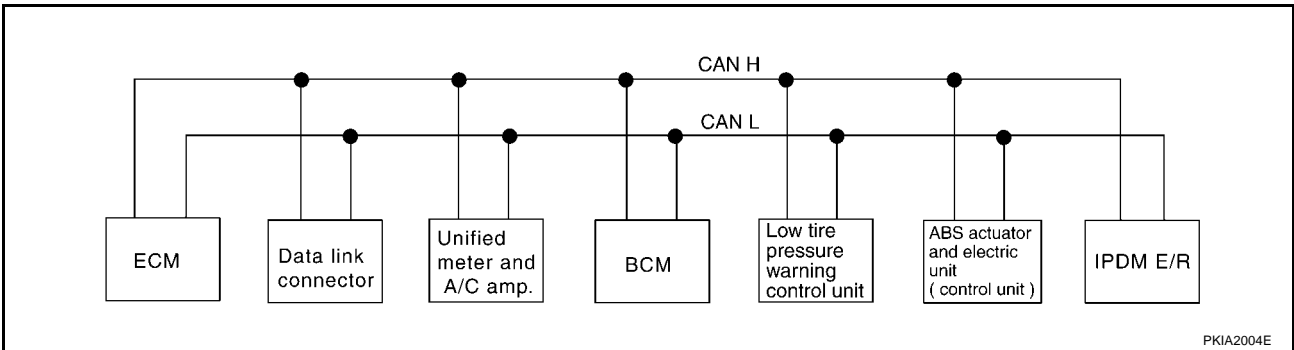 CAN H
CAN L
ECM
Data link
connector
Unified
meter and
A/C amp.
BCM
Low tire
pressure
warning
control unit
ABS actuator
and electric
unit
( control unit )
IPDM E/R
PKIA2004E